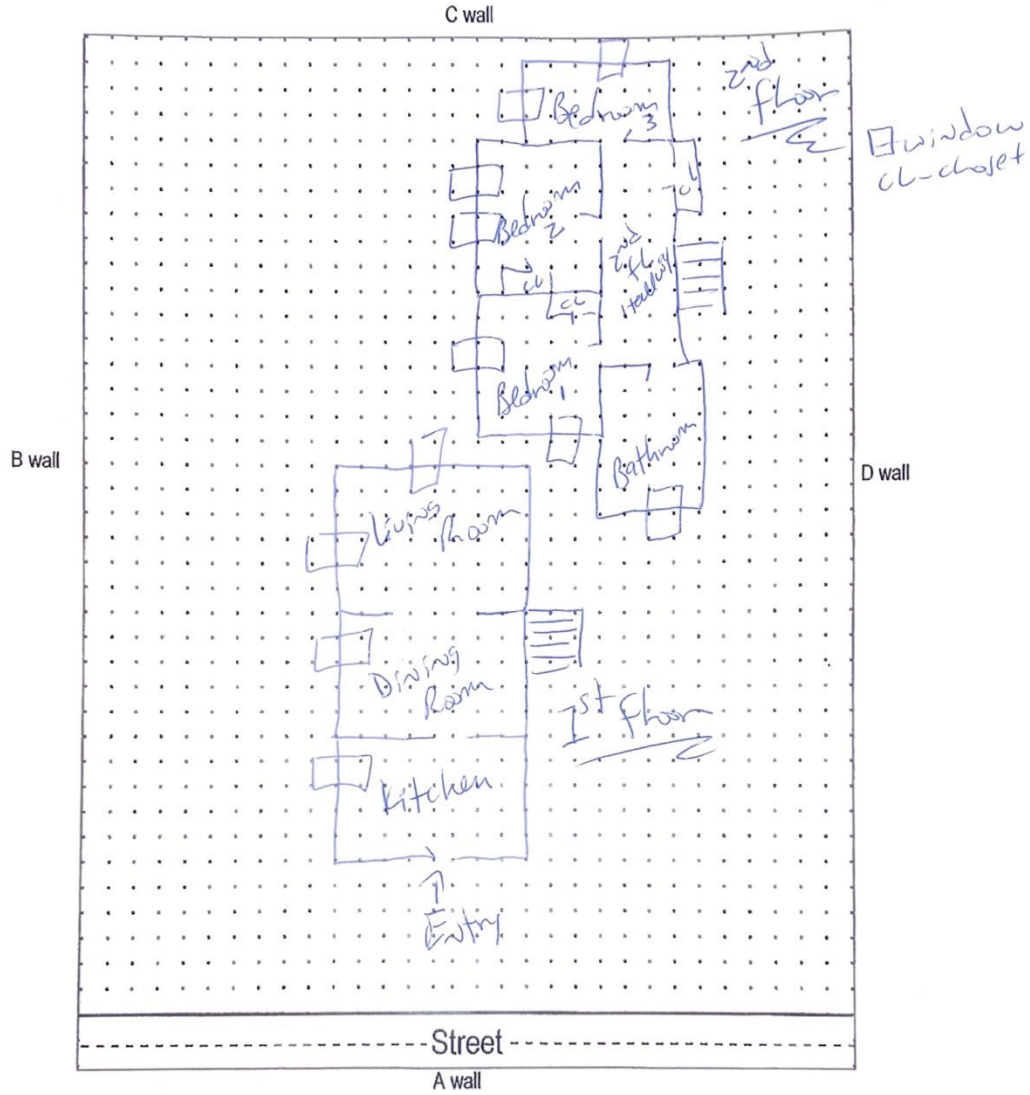 C wall
2nd
Floor
window
CL-closet
Bedroom
3
CL
Bedroom
2
2nd
FL
Hallway
CL
CL
Bedroom
1
Bathroom
B wall
D wall
Living
Room
Dining
Room
1st Floor
Kitchen
Entry
Street
A wall